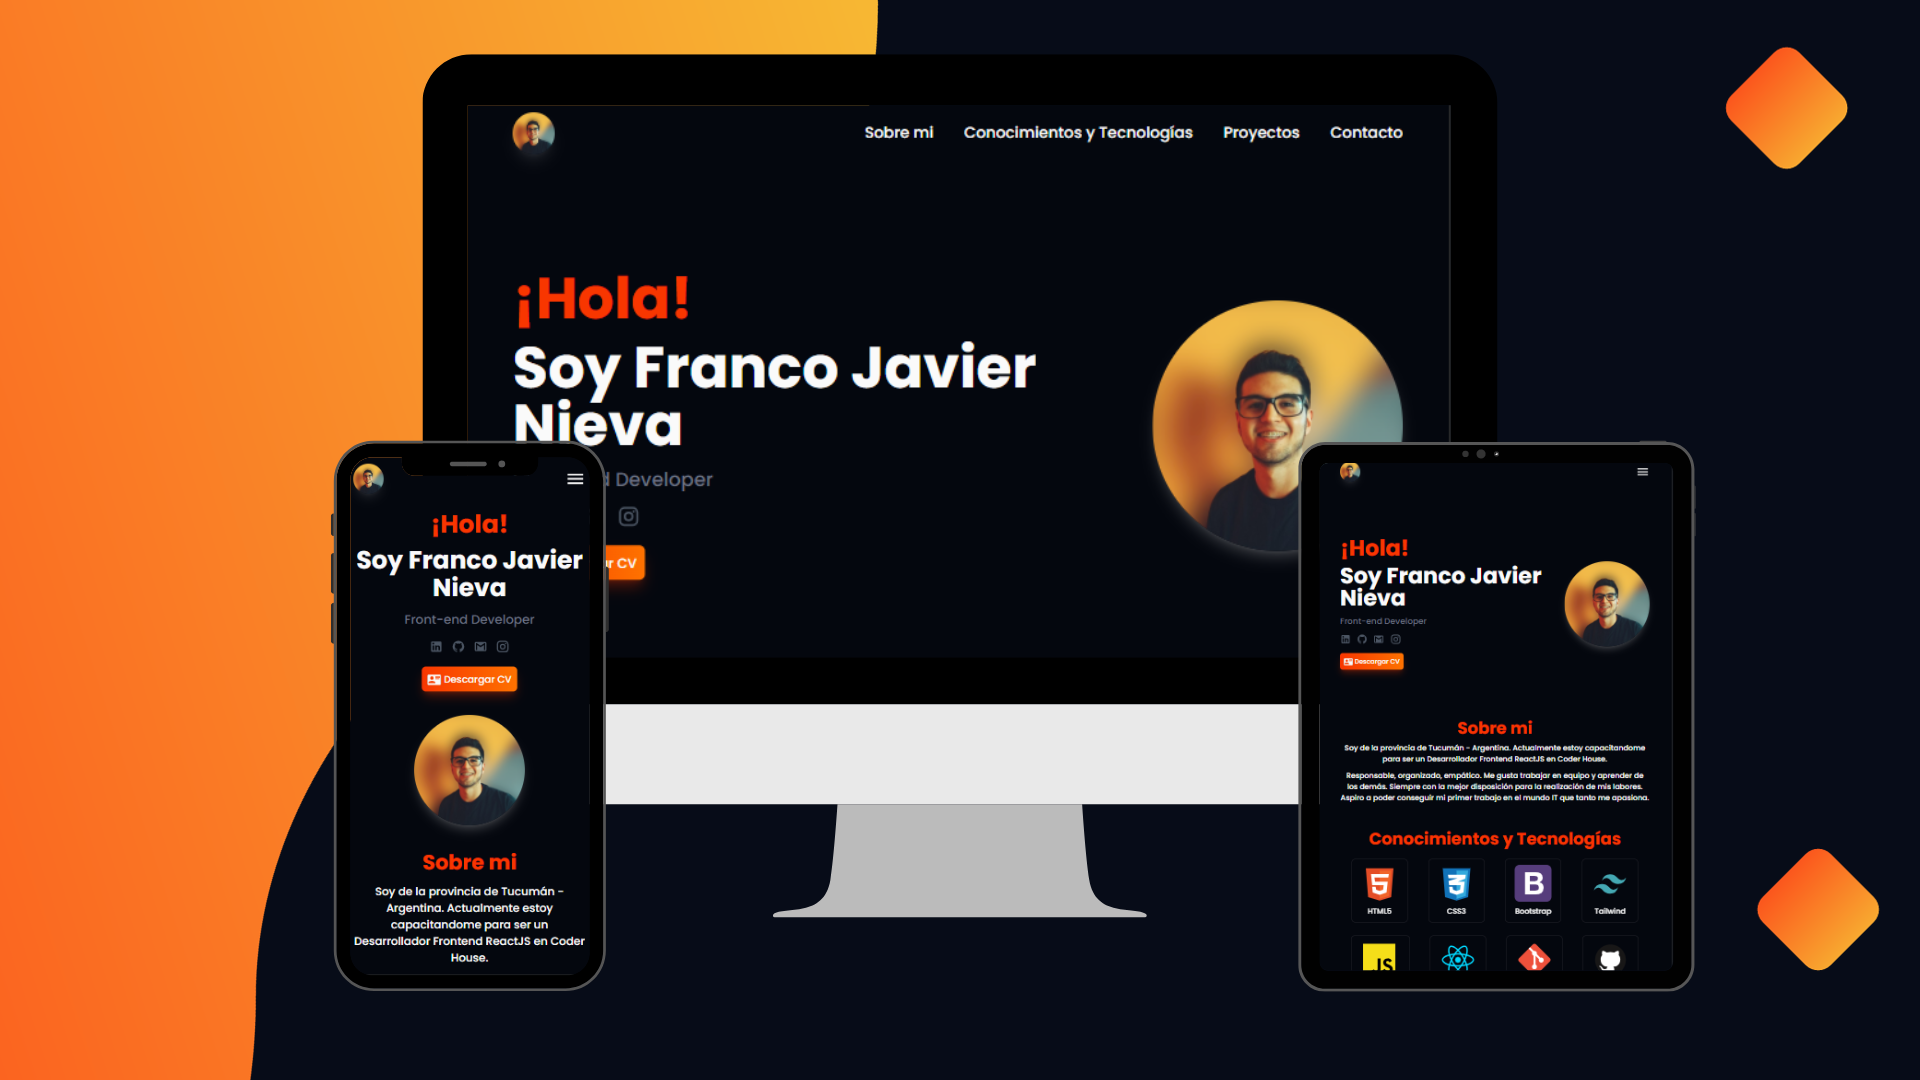 Sobre mi Conocimientos y Tecnologías Proyectos Contacto
¡Hola!
Soy Franco Javier
Nieva
d Developer
r CV
¡Hola!
Soy Franco Javier
Nieva
Front-end Developer
Descargar CV
Sobre mi
Soy de la provincia de Tucumán -
Argentina. Actualmente estoy
capacitandome para ser un
Desarrollador Frontend ReactJS en Coder
House.
¡Hola!
Soy Franco Javier
Nieva
Front-end Developer
Descargar CV
Sobre mi
Soy de la provincia de Tucumán - Argentina. Actualmente estoy capacitandome
para ser un Desarrollador Frontend ReactJS en Coder House.
Responsable, organizado, empático. Me gusta trabajar en equipo y aprender de
los demás. Siempre con la mejor disposición para la realización de mis labores.
Aspiro a poder conseguir mi primer trabajo en el mundo IT que tanto me apasiona.
Conocimientos y Tecnologías
5 3 B
HTML5 CSS3 Bootstrap Tailwind
JS